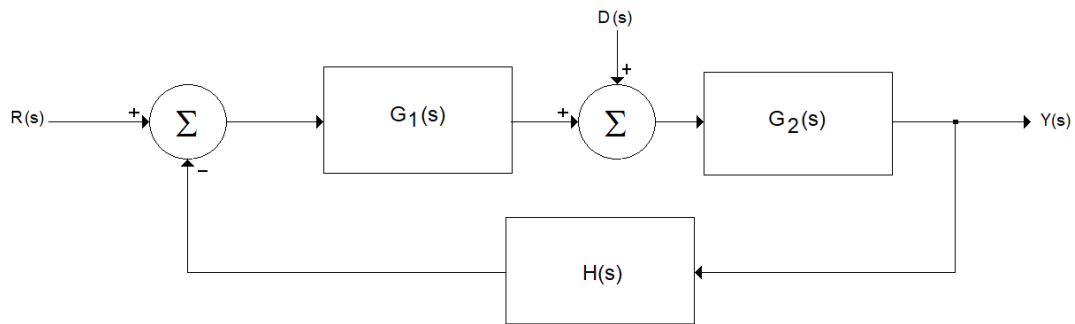 D(s)
+
R(s)
+
Σ
G1(s)
+
Σ
G2(s)
Y(s)
−
H(s)